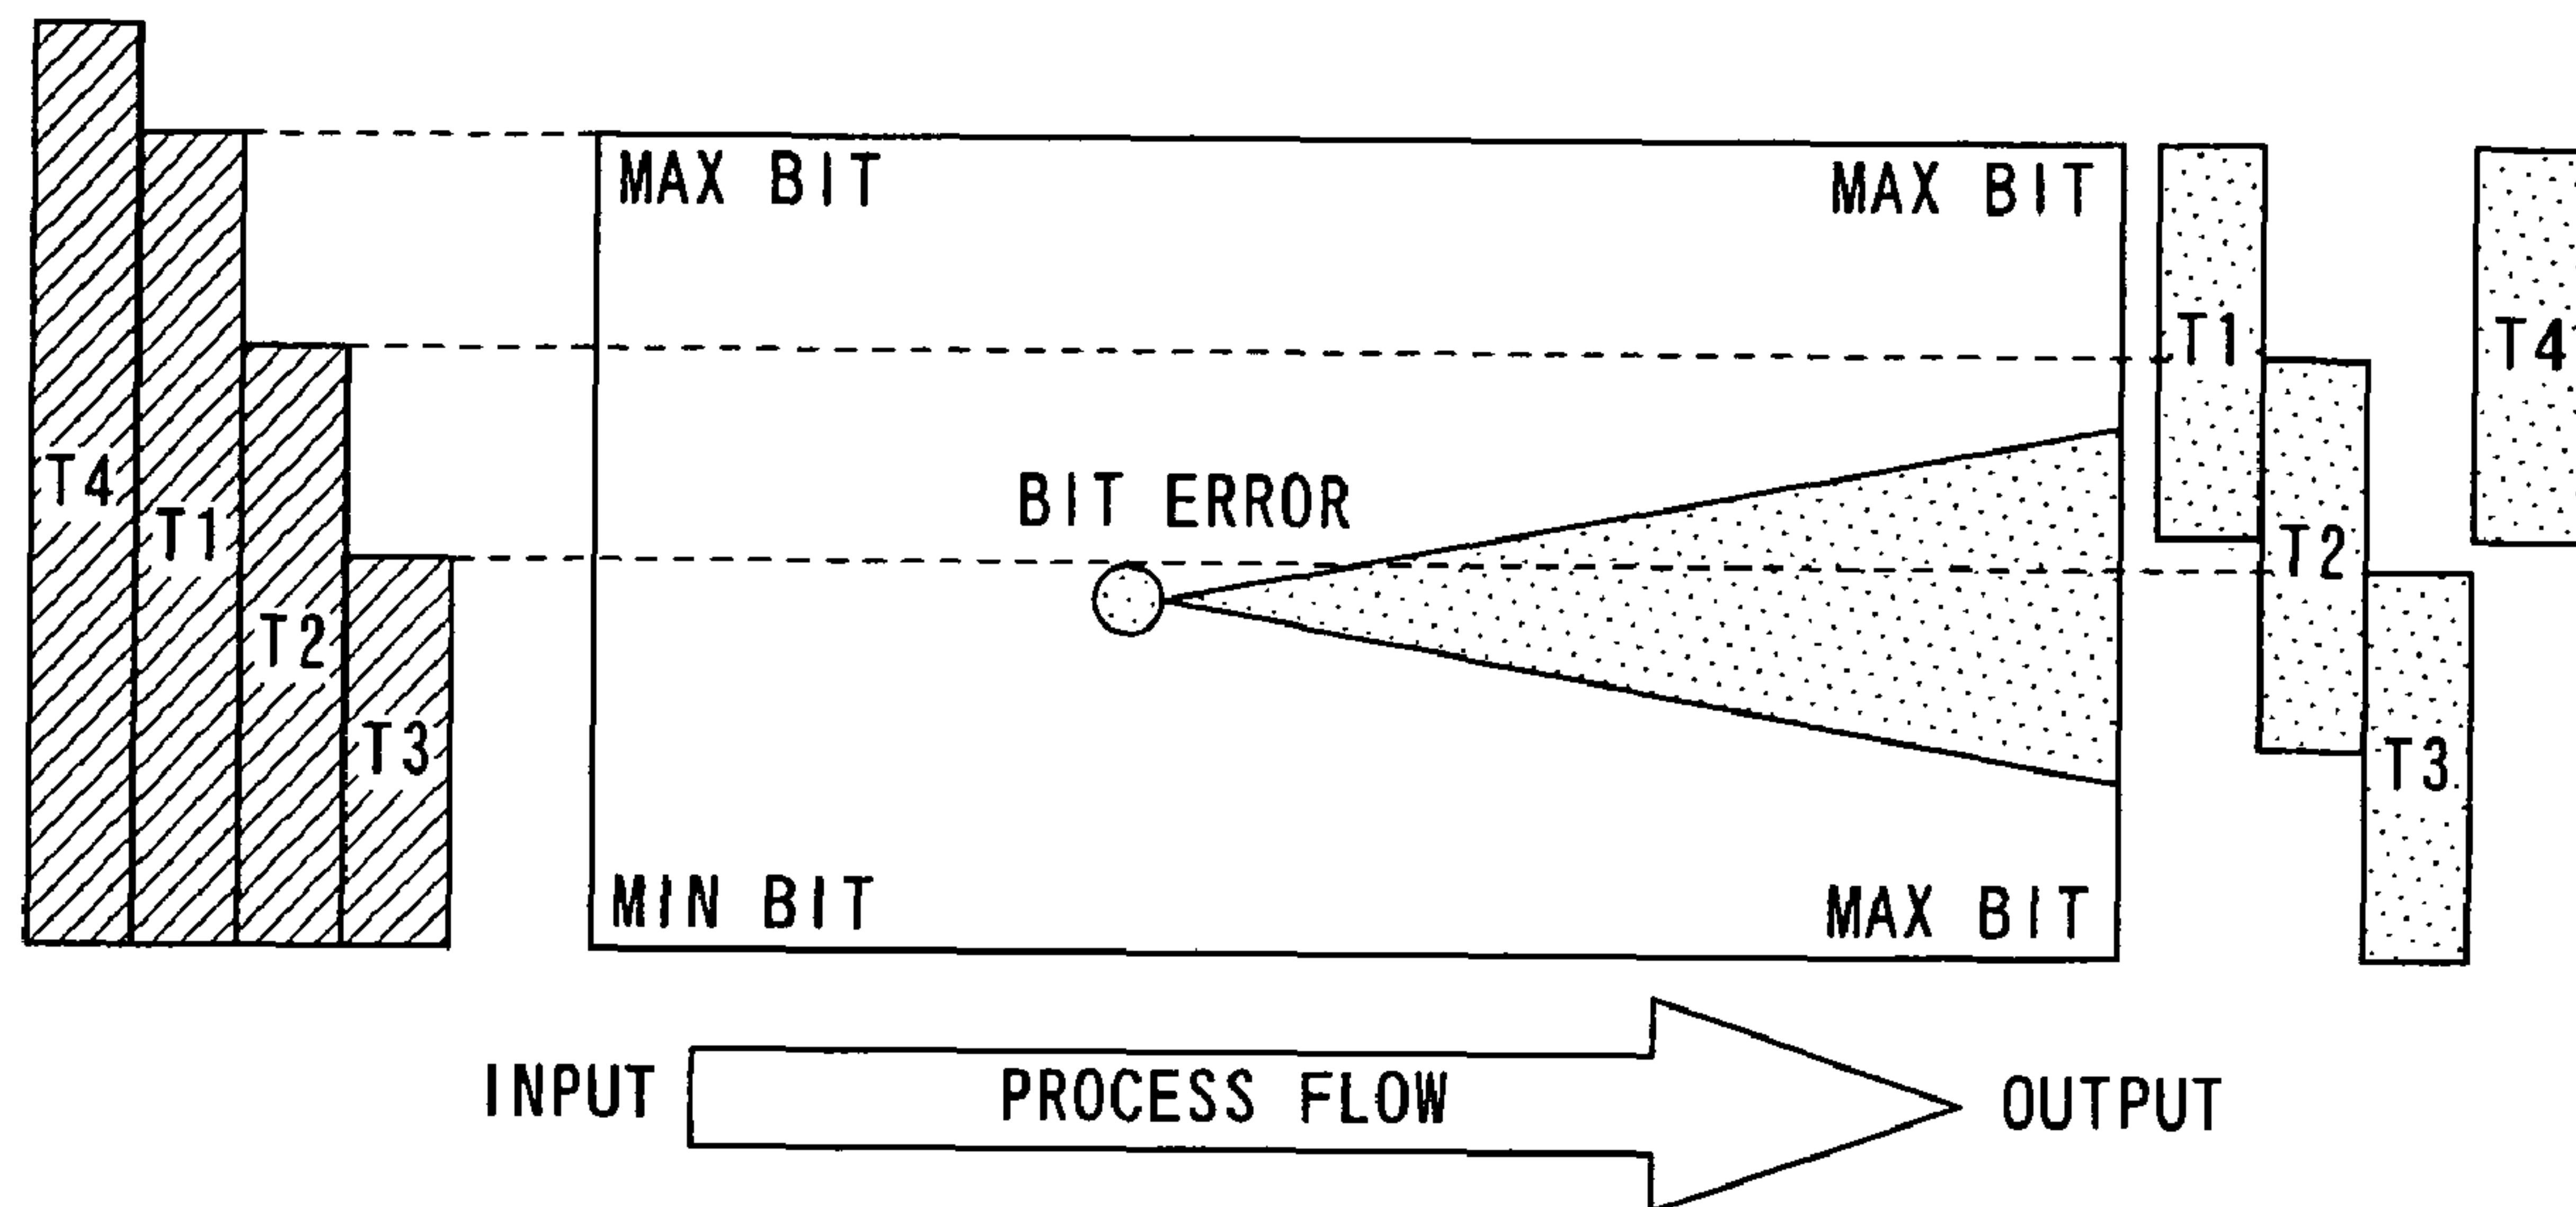 MAX BIT
MAX BIT
T1
T4
BIT ERROR
T4
T1
T2
T2
T3
T3
MIN BIT
MAX BIT
INPUT
PROCESS FLOW
OUTPUT